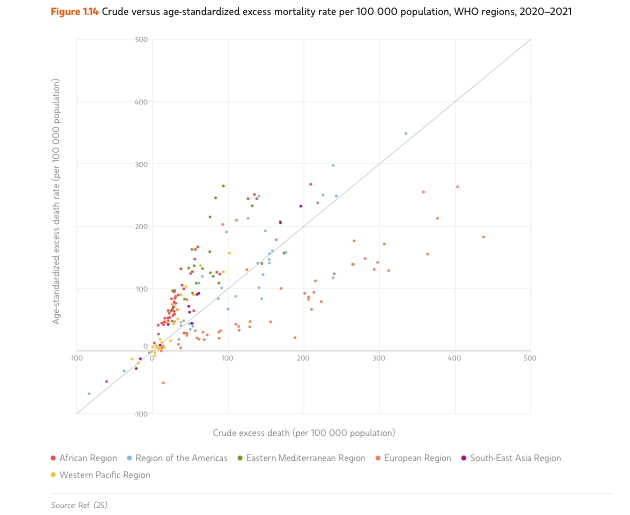 Figure 1.14 Crude versus age-standardized excess mortality rate per 100 000 population, WHO regions, 2020–2021
Age-standardized excess death rate (per 100 000 population)
500
400
300
200
100
0
-100
-100
0
100
200
300
400
500
Crude excess death (per 100 000 population)
African Region
Region of the Americas
Eastern Mediterranean Region
European Region
South-East Asia Region
Western Pacific Region
Source: Ref. (25).